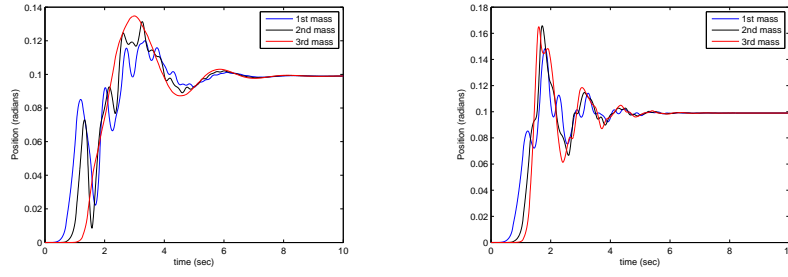 0.14
0.12
0.1
0.08
0.06
0.04
0.02
0
0 2 4 6 8 10
time (sec)
Position (radians)
1st mass
2nd mass
3rd mass
0.18
0.16
0.14
0.12
0.1
0.08
0.06
0.04
0.02
0
0 2 4 6 8 10
time (sec)
Position (radians)
1st mass
2nd mass
3rd mass